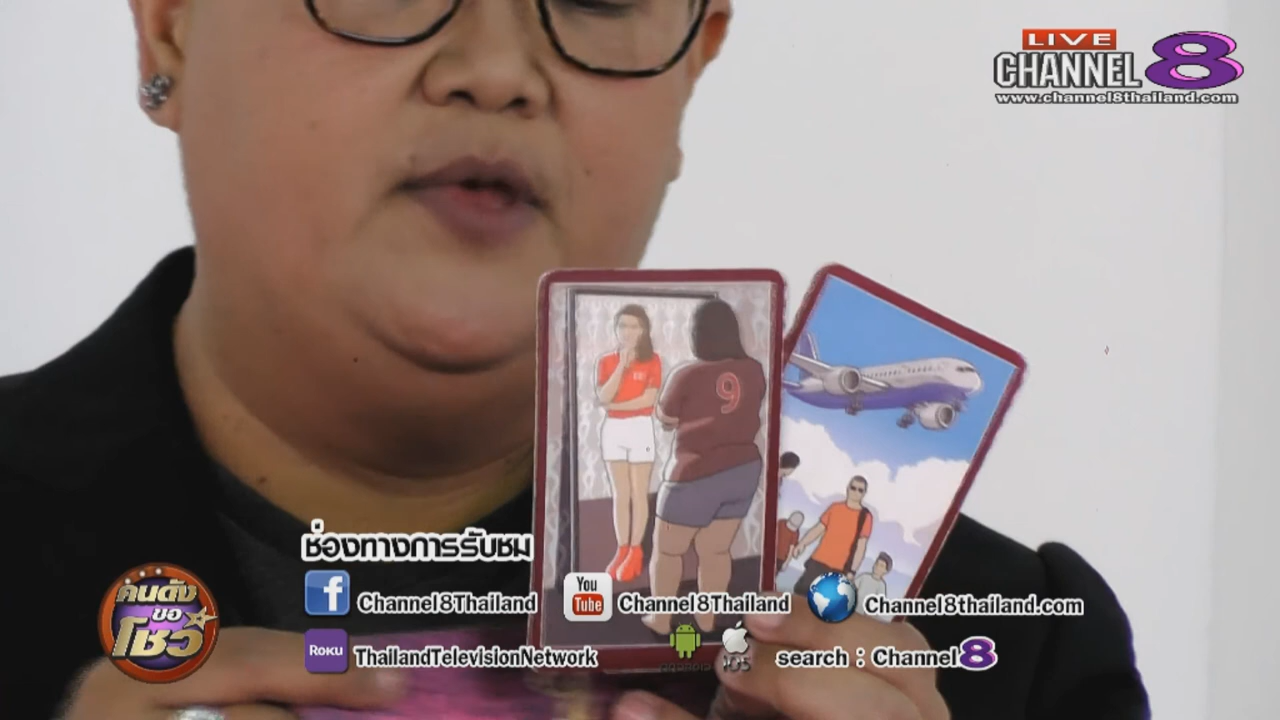 LIVE
CHANNEL 8
www.channel8thailand.com
9
ช่องทางการรับชม
f Channel8Thailand
You Tube Channel8Thailand
Channel8thailand.com
คนดัง
ขอ
โชว์
ROKU ThailandTelevisionNetwork
android
iOS
search : Channel8